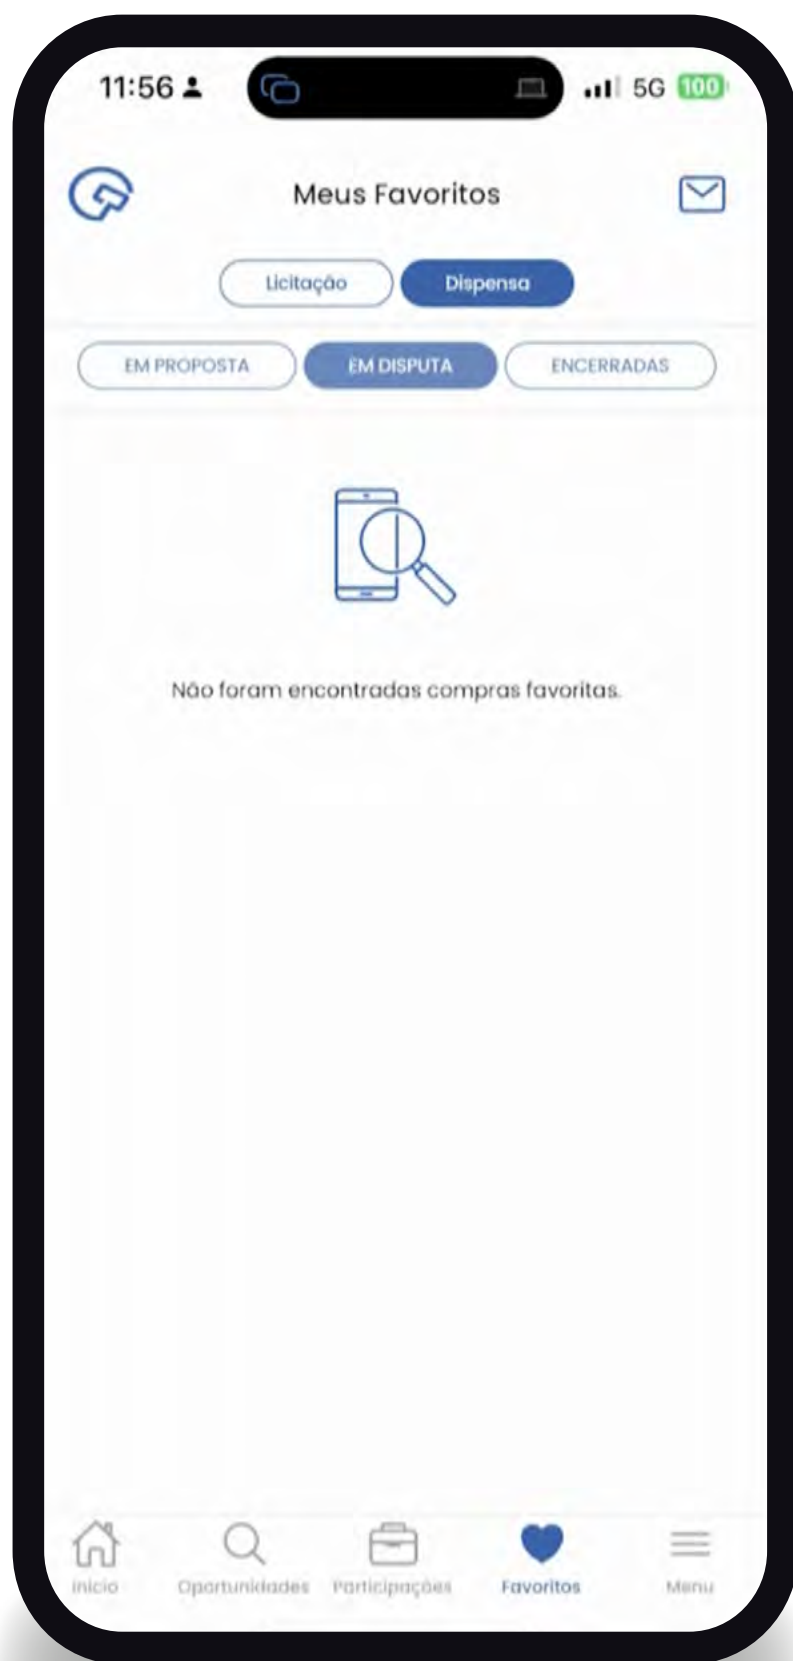 11:56 5G 100
Meus Favoritos
Licitação Dispensa
EM PROPOSTA EM DISPUTA ENCERRADAS
Não foram encontradas compras favoritas.
Início Oportunidades Participações Favoritos Menu